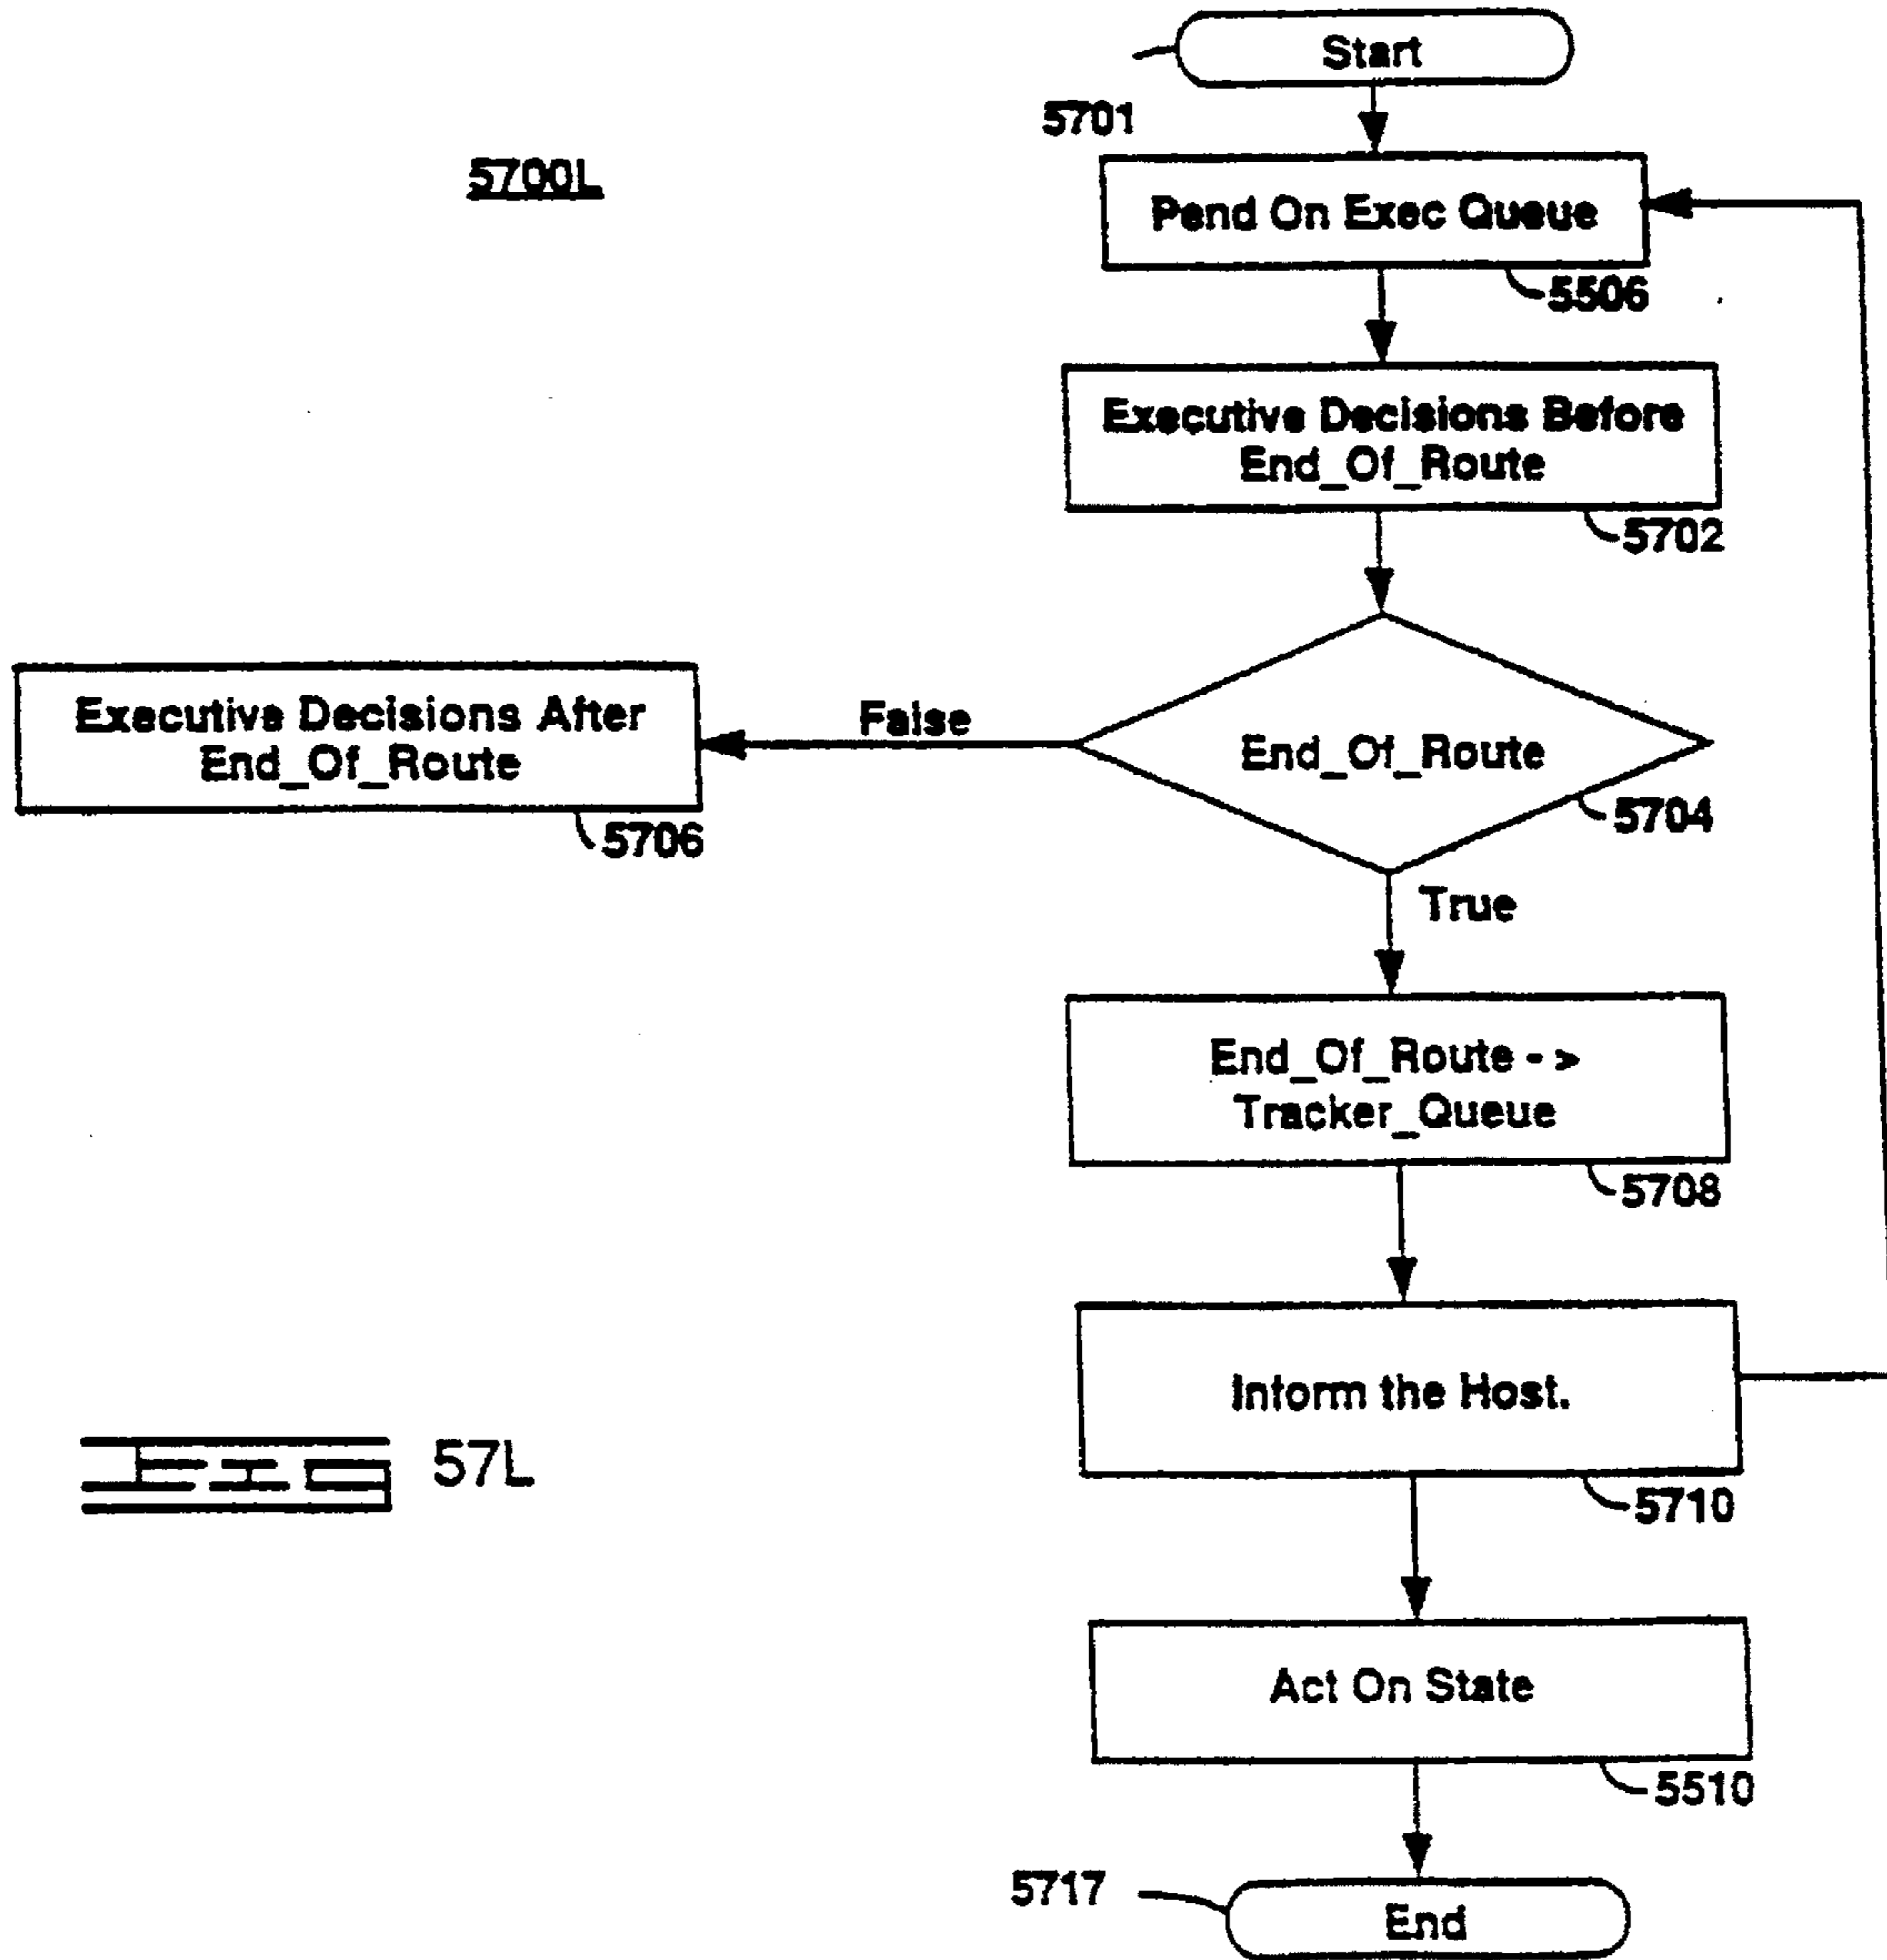 Start
5701
5700L
Pend On Exec Queue
5506
Executive Decisions Before
End_Of_Route
5702
Executive Decisions After
End_Of_Route
5706
False
End_Of_Route
5704
True
End_Of_Route - >
Tracker_Queue
5708
Inform the Host.
5710
FIG 57L
Act On State
5510
5717
End